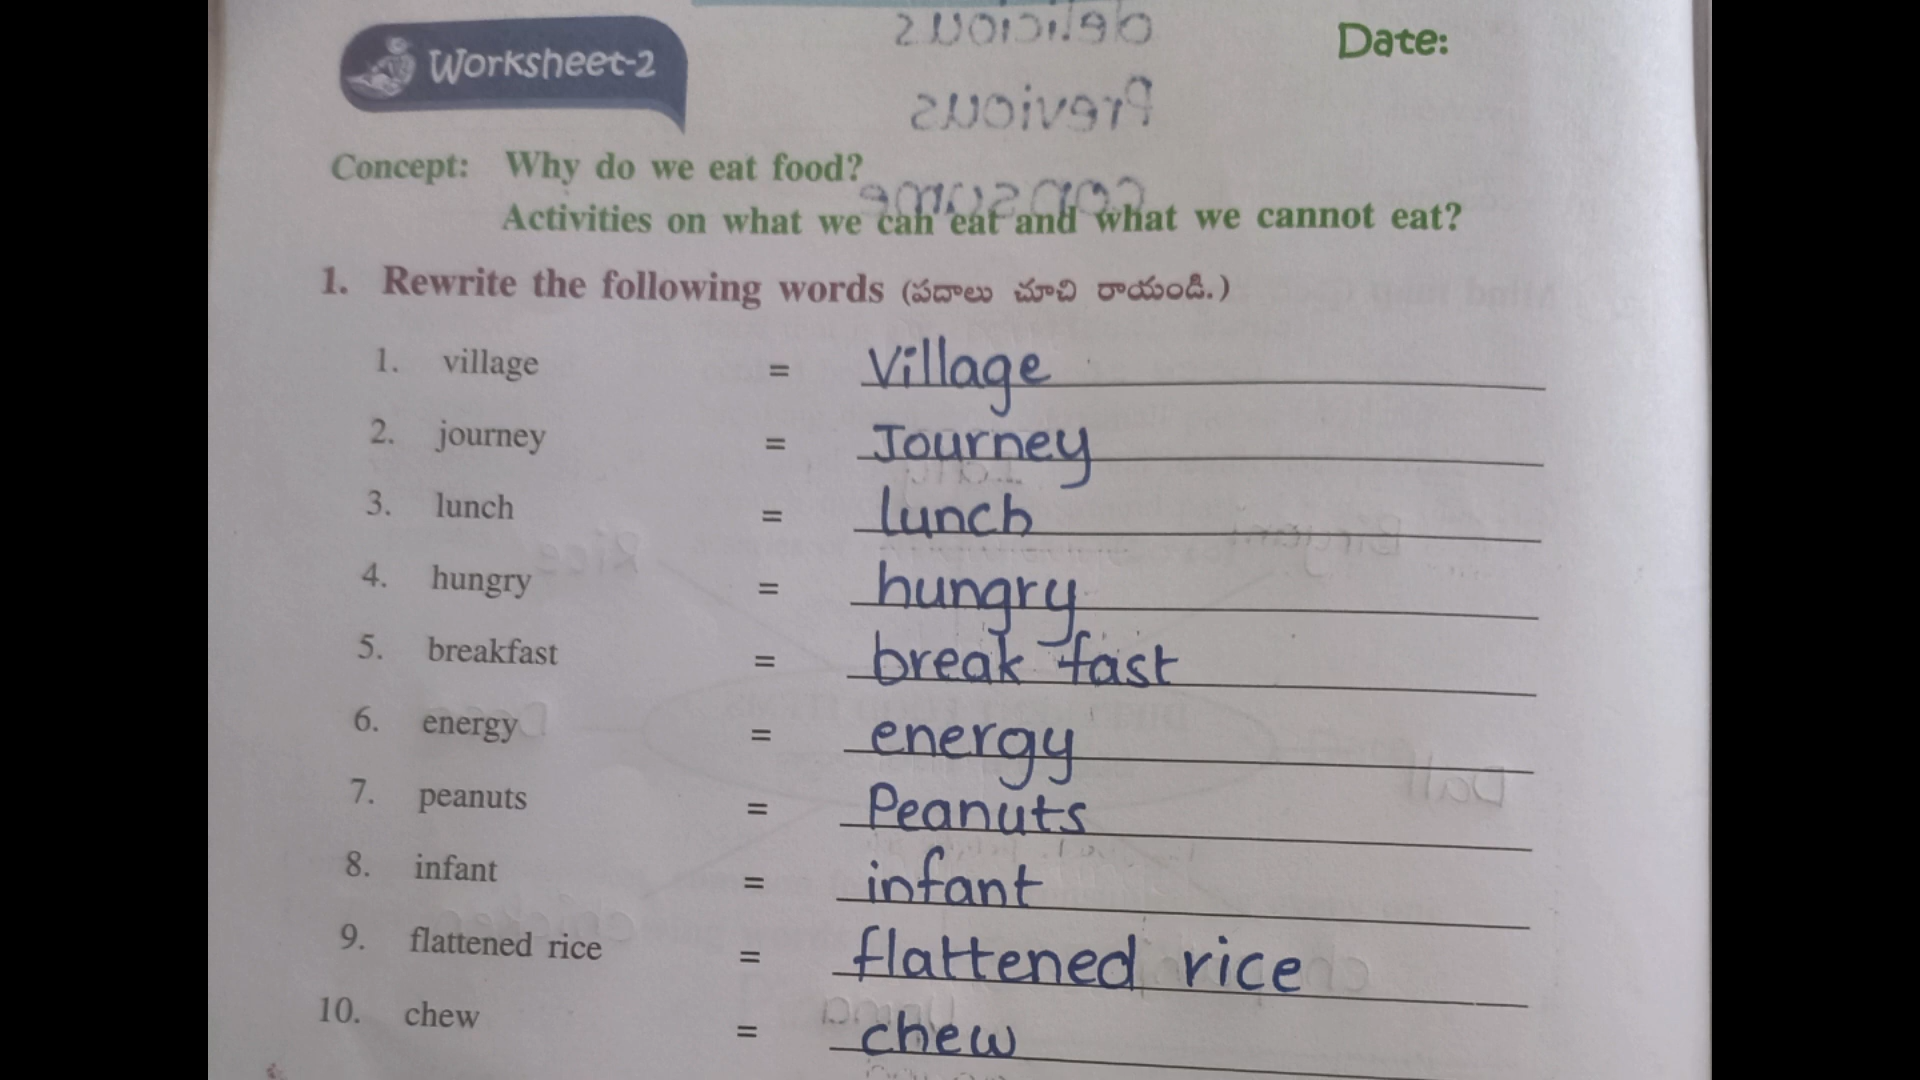 Worksheet-2
Date:
delicious
Previous
consume
Concept: Why do we eat food?
Activities on what we can eat and what we cannot eat?
1. Rewrite the following words (పదాలు చూచి రాయండి.)
1. village = Village
2. journey = Journey
3. lunch = lunch
4. hungry = hungry
5. breakfast = break fast
6. energy = energy
7. peanuts = Peanuts
8. infant = infant
9. flattened rice = flattened rice
10. chew = chew